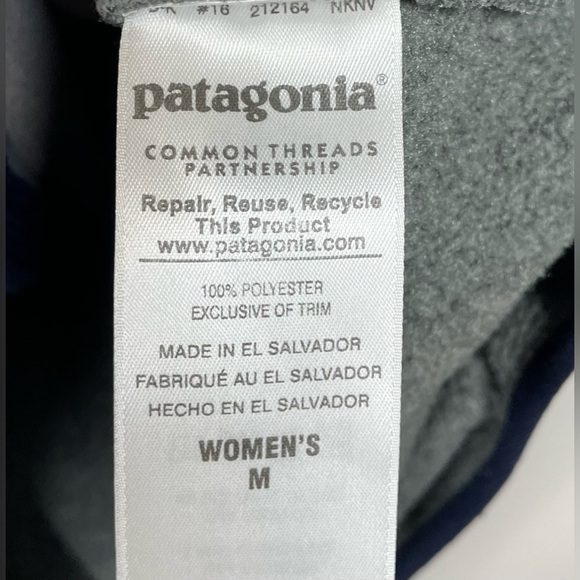 #16 212164 NKNV
patagonia®
COMMON THREADS
PARTNERSHIP
Repair, Reuse, Recycle
This Product
www.patagonia.com
100% POLYESTER
EXCLUSIVE OF TRIM
MADE IN EL SALVADOR
FABRIQUÉ AU EL SALVADOR
HECHO EN EL SALVADOR
WOMEN'S
M